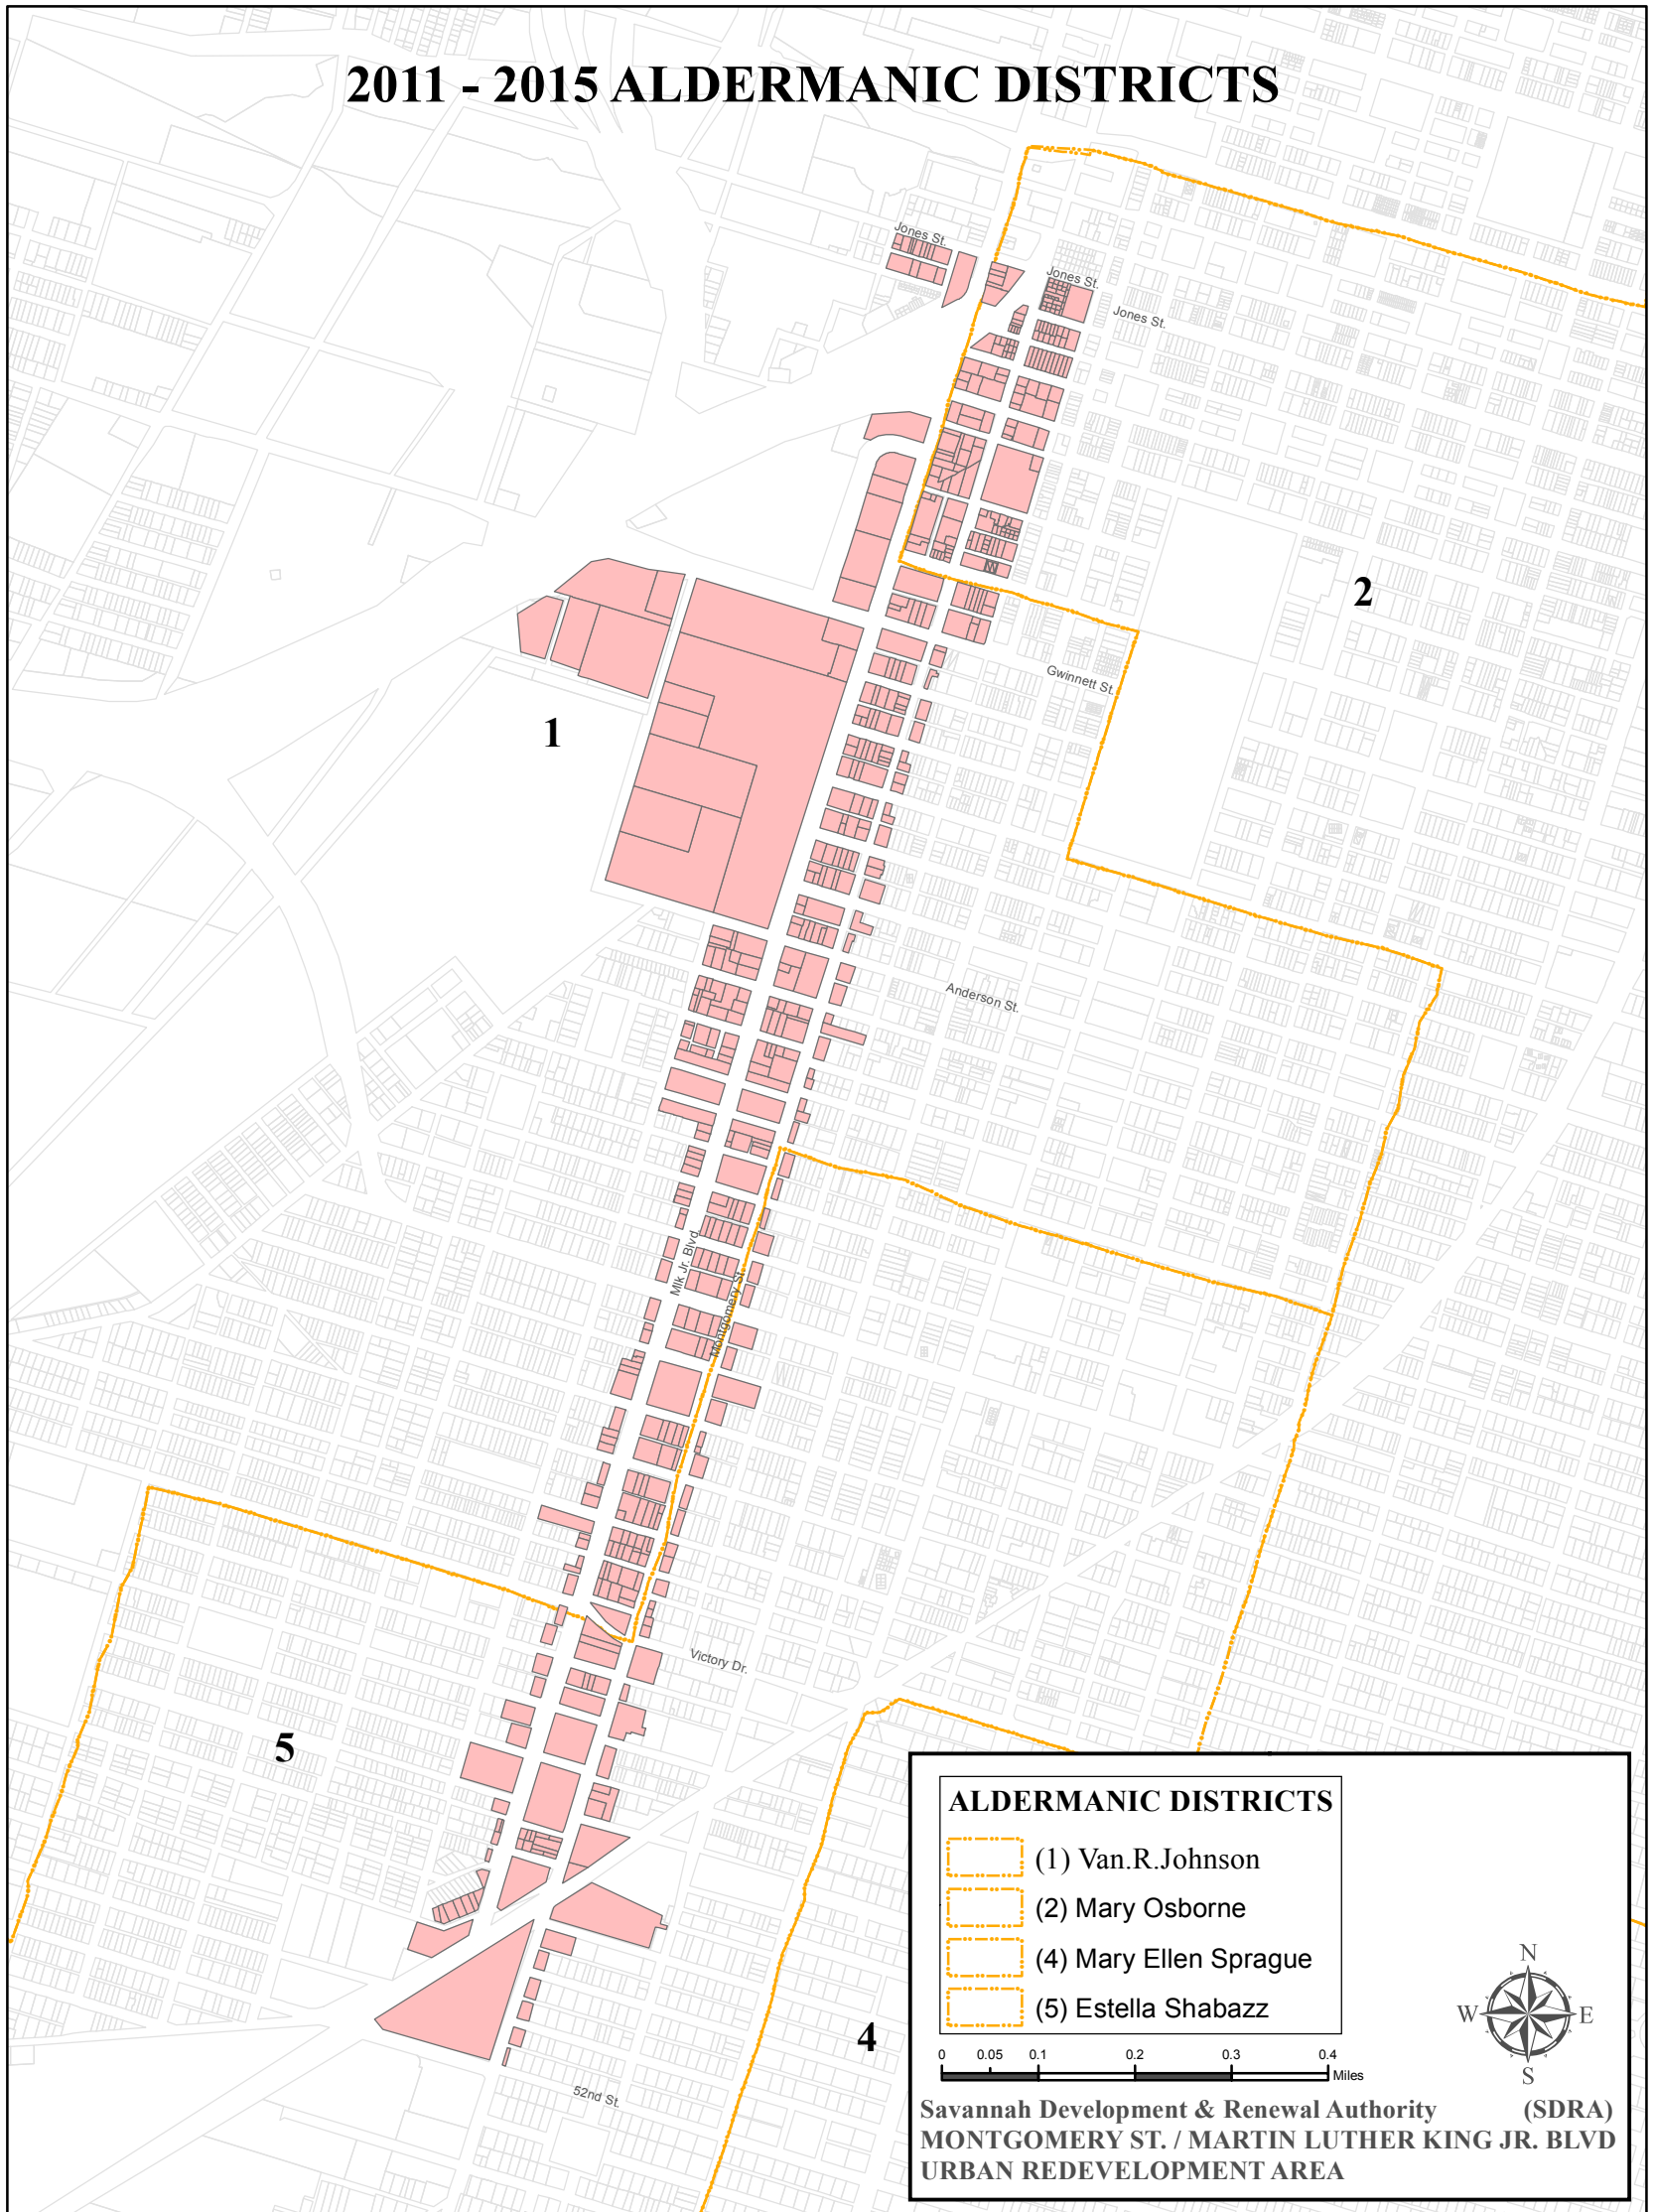 2011 - 2015 ALDERMANIC DISTRICTS
Jones St.
Jones St.
Jones St.
2
Gwinnett St.
1
Anderson St.
Mlk Jr. Blvd
Montgomery St.
Victory Dr.
5
4
52nd St.
ALDERMANIC DISTRICTS
(1) Van.R.Johnson
(2) Mary Osborne
(4) Mary Ellen Sprague
(5) Estella Shabazz
0 0.05 0.1 0.2 0.3 0.4
Miles
N
W E
S
Savannah Development & Renewal Authority (SDRA)
MONTGOMERY ST. / MARTIN LUTHER KING JR. BLVD
URBAN REDEVELOPMENT AREA